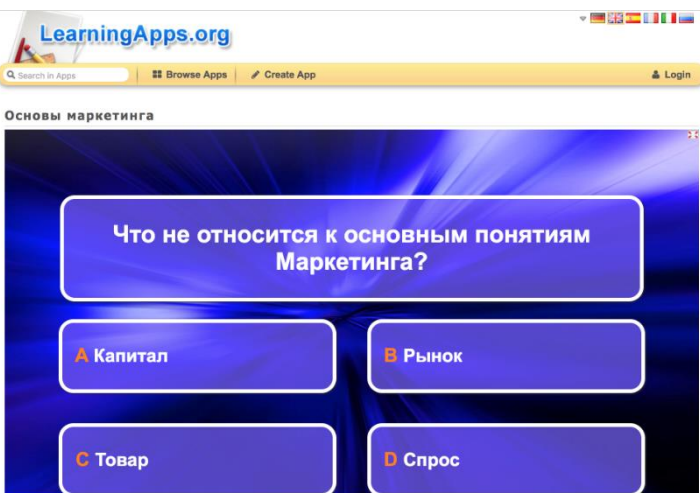 LearningApps.org
Search in Apps
Browse Apps
Create App
Login
Основы маркетинга
Что не относится к основным понятиям
Маркетинга?
A Капитал
B Рынок
C Товар
D Спрос